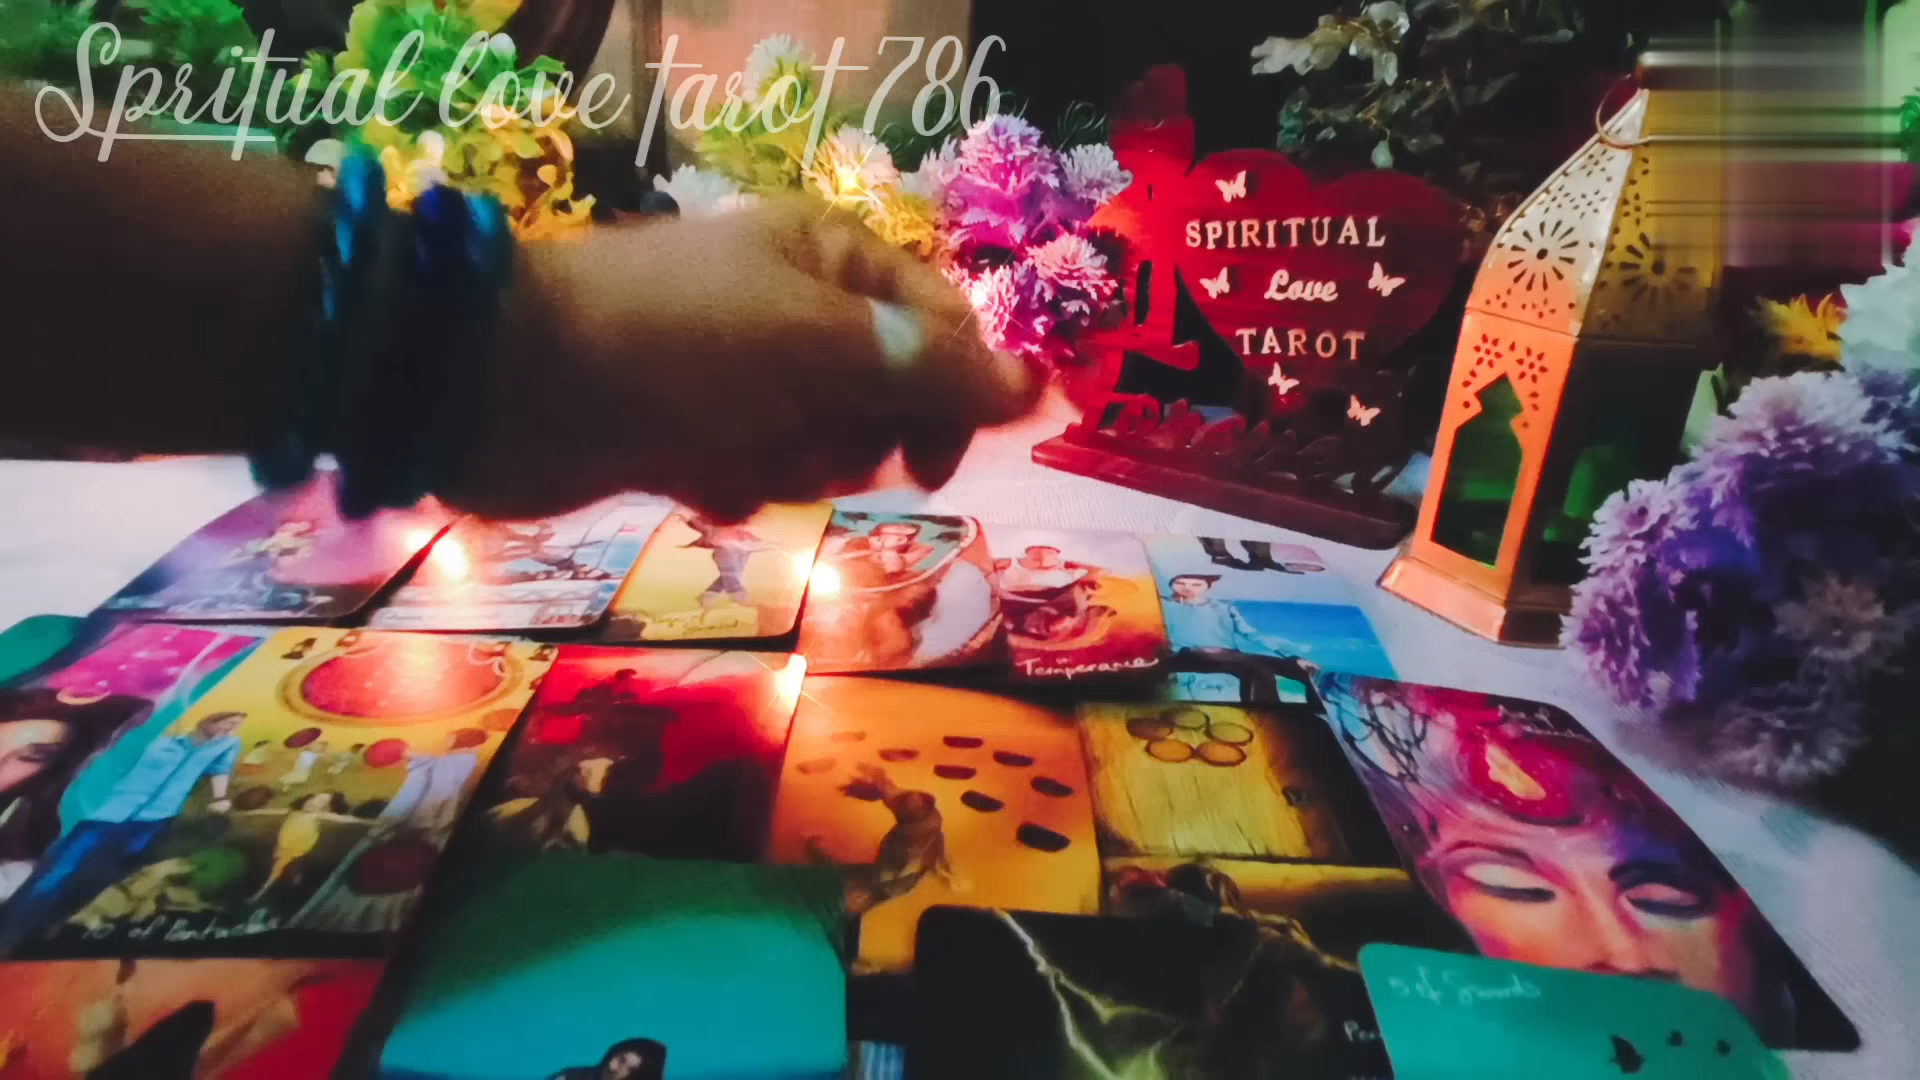 Spritual love tarot 786
SPIRITUAL
Love
TAROT
Temperance
10 of Pentacles
5 of Swords